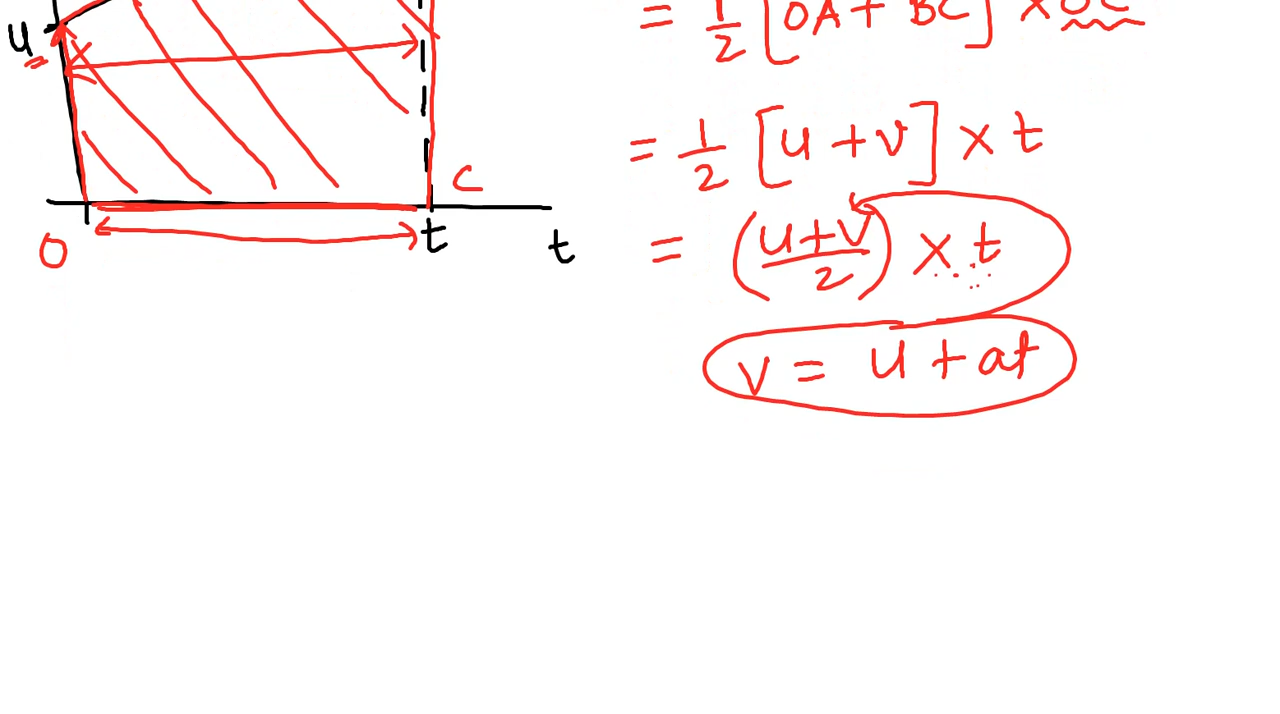 u
= 1/2 [OA + BC] × OC
= 1/2 [u + v] × t
C
t
t
O
= (u+v/2) × t
v = u + at